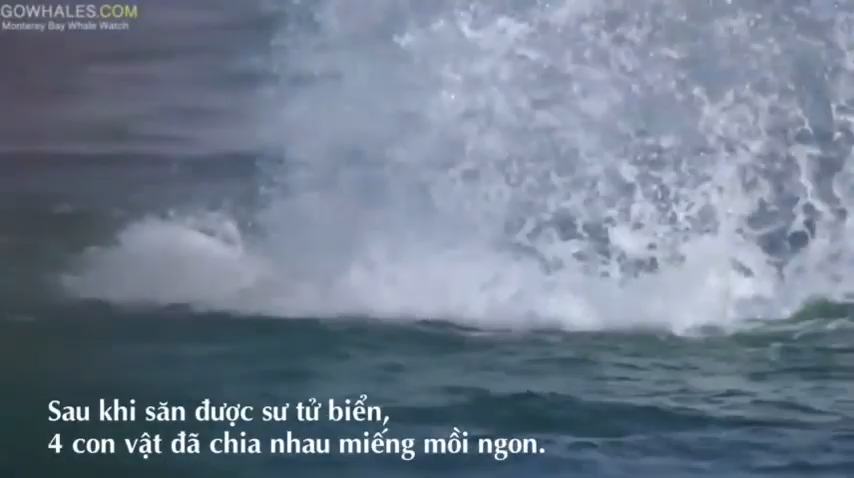 GOWHALES.COM
Monterey Bay Whale Watch
Sau khi săn được sư tử biển,
4 con vật đã chia nhau miếng mồi ngon.